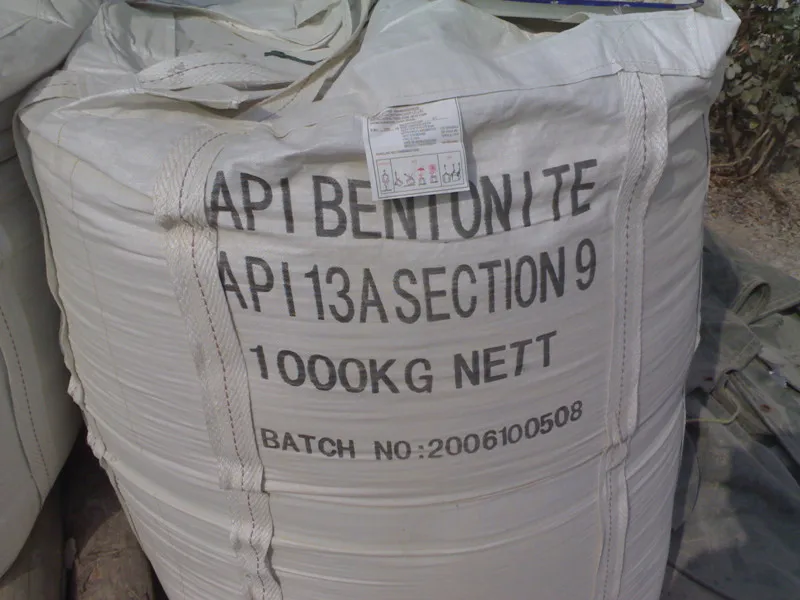 API BENTONITE
API 13A SECTION 9
1000KG NETT
BATCH NO:2006100508